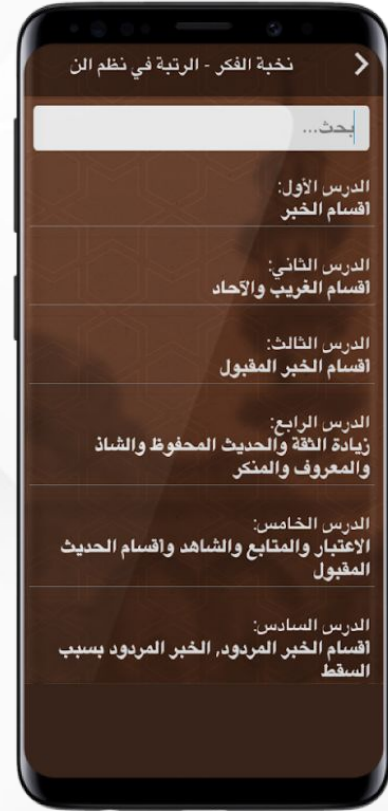 نخبة الفكر - الرتبة في نظم الن
بحث...
الدرس الأول:
اقسام الخبر
الدرس الثاني:
اقسام الغريب والآحاد
الدرس الثالث:
اقسام الخبر المقبول
الدرس الرابع:
زيادة الثقة والحديث المحفوظ والشاذ
والمعروف والمنكر
الدرس الخامس:
الاعتبار والمتابع والشاهد واقسام الحديث
المقبول
الدرس السادس:
اقسام الخبر المردود, الخبر المردود بسبب
السقط